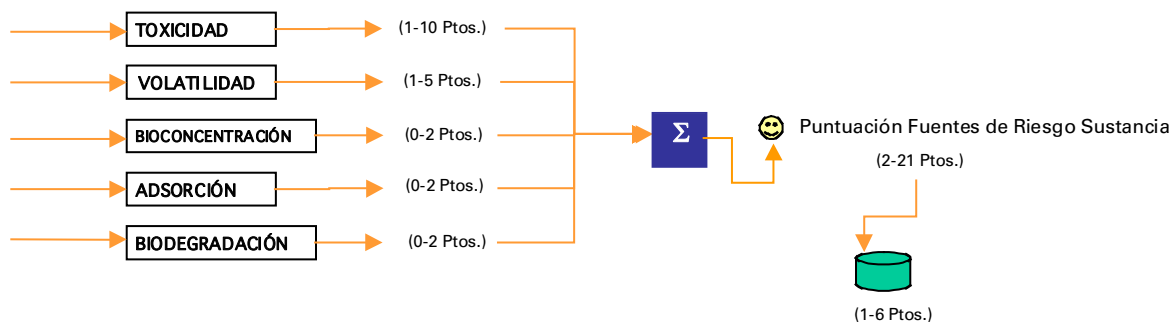 TOXICIDAD (1-10 Ptos.)
VOLATILIDAD (1-5 Ptos.)
BIOCONCENTRACIÓN (0-2 Ptos.)
ADSORCIÓN (0-2 Ptos.)
BIODEGRADACIÓN (0-2 Ptos.)
Σ
Puntuación Fuentes de Riesgo Sustancia
(2-21 Ptos.)
(1-6 Ptos.)